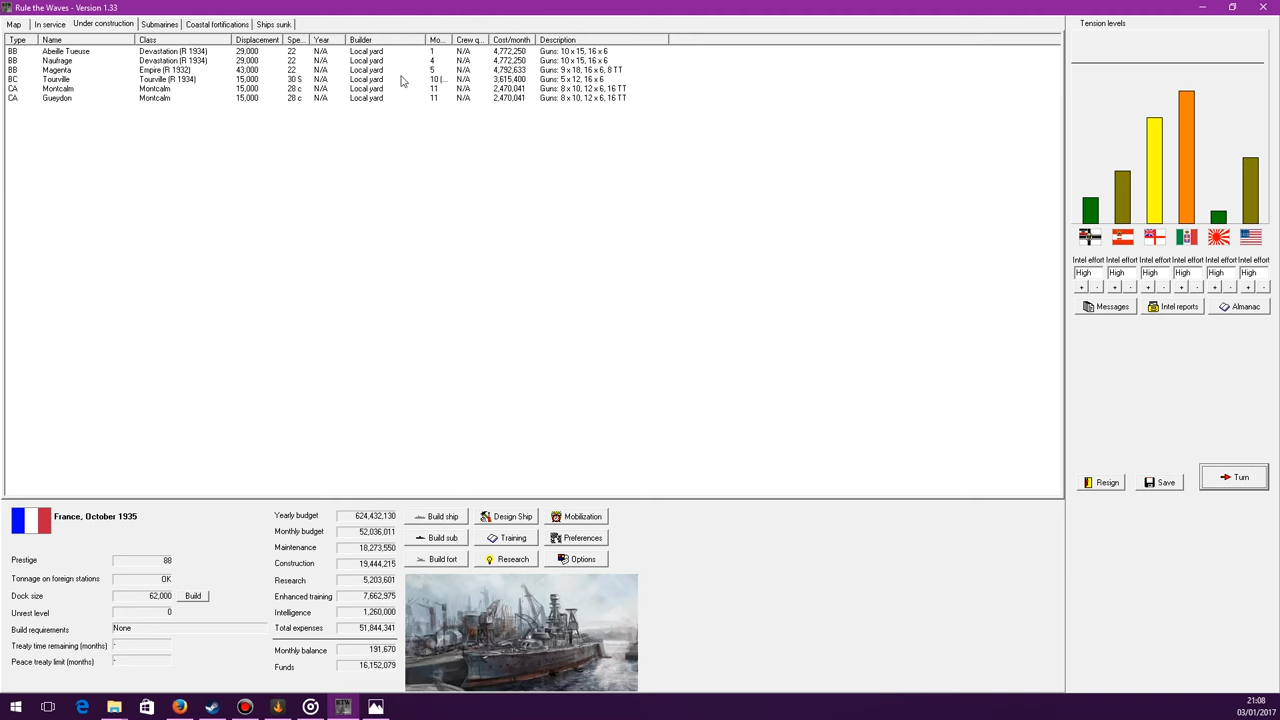 Rule the Waves - Version 1.33
Map In service Under construction Submarines Coastal fortifications Ships sunk
Type Name Class Displacement Spe... Year Builder Mo... Crew q... Cost/month Description
BB Abeille Tueuse Devastation (R 1934) 29,000 22 N/A Local yard 1 N/A 4,772,250 Guns: 10 x 15, 16 x 6
BB Naufrage Devastation (R 1934) 29,000 22 N/A Local yard 4 N/A 4,772,250 Guns: 10 x 15, 16 x 6
BB Magenta Empire (R 1932) 43,000 22 N/A Local yard 5 N/A 4,792,633 Guns: 9 x 18, 16 x 6, 8 TT
BC Tourville Tourville (R 1934) 15,000 30 S N/A Local yard 10 (... N/A 3,615,400 Guns: 5 x 12, 16 x 6
CA Montcalm Montcalm 15,000 28 c N/A Local yard 11 N/A 2,470,041 Guns: 8 x 10, 12 x 6, 16 TT
CA Gueydon Montcalm 15,000 28 c N/A Local yard 11 N/A 2,470,041 Guns: 8 x 10, 12 x 6, 16 TT
Tension levels
Intel effort Intel effort Intel effort Intel effort Intel effort Intel effort
High High High High High High
+ - + - + - + - + - + -
Messages Intel reports Almanac
Resign Save Turn
France, October 1935
Prestige 88
Tonnage on foreign stations OK
Dock size 62,000 Build
Unrest level 0
Build requirements None
Treaty time remaining (months) -
Peace treaty limit (months) -
Yearly budget 624,432,130
Monthly budget 52,036,011
Maintenance 18,273,550
Construction 19,444,215
Research 5,203,601
Enhanced training 7,662,975
Intelligence 1,260,000
Total expenses 51,844,341
Monthly balance 191,670
Funds 16,152,079
Build ship Design Ship Mobilization
Build sub Training Preferences
Build fort Research Options
RTW
21:08
03/01/2017